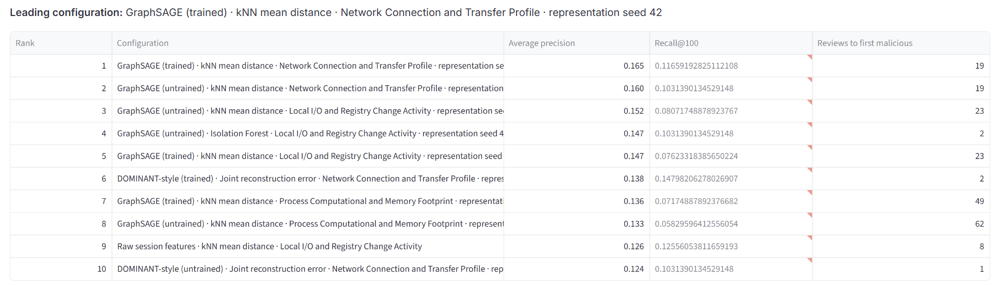 Leading configuration: GraphSAGE (trained) · kNN mean distance · Network Connection and Transfer Profile · representation seed 42
Rank Configuration Average precision Recall@100 Reviews to first malicious
1 GraphSAGE (trained) · kNN mean distance · Network Connection and Transfer Profile · representation se 0.165 0.11659192825112108 19
2 GraphSAGE (untrained) · kNN mean distance · Network Connection and Transfer Profile · representation 0.160 0.1031390134529148 19
3 GraphSAGE (untrained) · kNN mean distance · Local I/O and Registry Change Activity · representation see 0.152 0.08071748878923767 23
4 GraphSAGE (untrained) · Isolation Forest · Local I/O and Registry Change Activity · representation seed 4 0.147 0.1031390134529148 2
5 GraphSAGE (trained) · kNN mean distance · Local I/O and Registry Change Activity · representation seed 0.147 0.07623318385650224 23
6 DOMINANT-style (trained) · Joint reconstruction error · Network Connection and Transfer Profile · repres 0.138 0.14798206278026907 2
7 GraphSAGE (trained) · kNN mean distance · Process Computational and Memory Footprint · representati 0.136 0.07174887892376682 49
8 GraphSAGE (untrained) · kNN mean distance · Process Computational and Memory Footprint · represent 0.133 0.05829596412556054 62
9 Raw session features · kNN mean distance · Local I/O and Registry Change Activity 0.126 0.12556053811659193 8
10 DOMINANT-style (untrained) · Joint reconstruction error · Network Connection and Transfer Profile · rep 0.124 0.1031390134529148 1